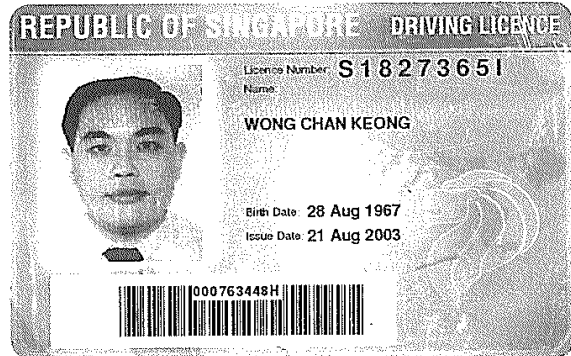 REPUBLIC OF SINGAPORE DRIVING LICENCE
Licence Number: S1827365I
Name:
WONG CHAN KEONG
Birth Date: 28 Aug 1967
Issue Date: 21 Aug 2003
000763448H